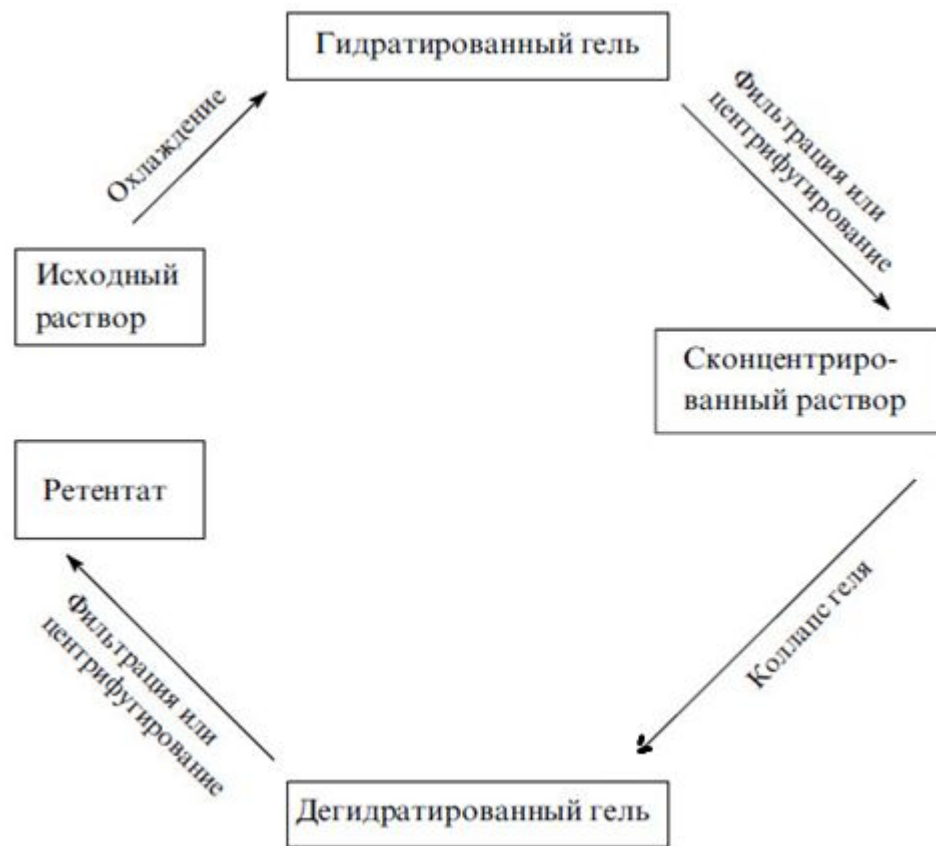 Гидратированный гель
Охлаждение
Фильтрация или
центрифугирование
Исходный
раствор
Сконцентриро-
ванный раствор
Ретентат
Коллапс геля
Фильтрация или
центрифугирование
Дегидратированный гель